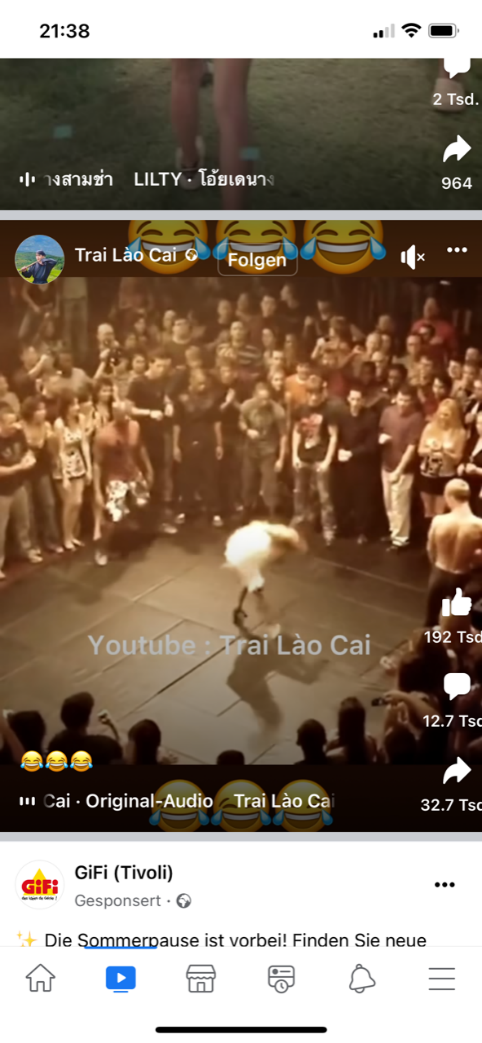 21:38
2 Tsd.
964
างสามช่า LILTY · โอ้ยเดนาง
Trai Lào Cai
Folgen
Youtube : Trai Lào Cai
192 Tsd
12.7 Tsd
32.7 Tsd
😂😂😂
Cai · Original-Audio Trai Lào Cai
GiFi
GiFi (Tivoli)
Gesponsert ·
✨ Die Sommerpause ist vorbei! Finden Sie neue